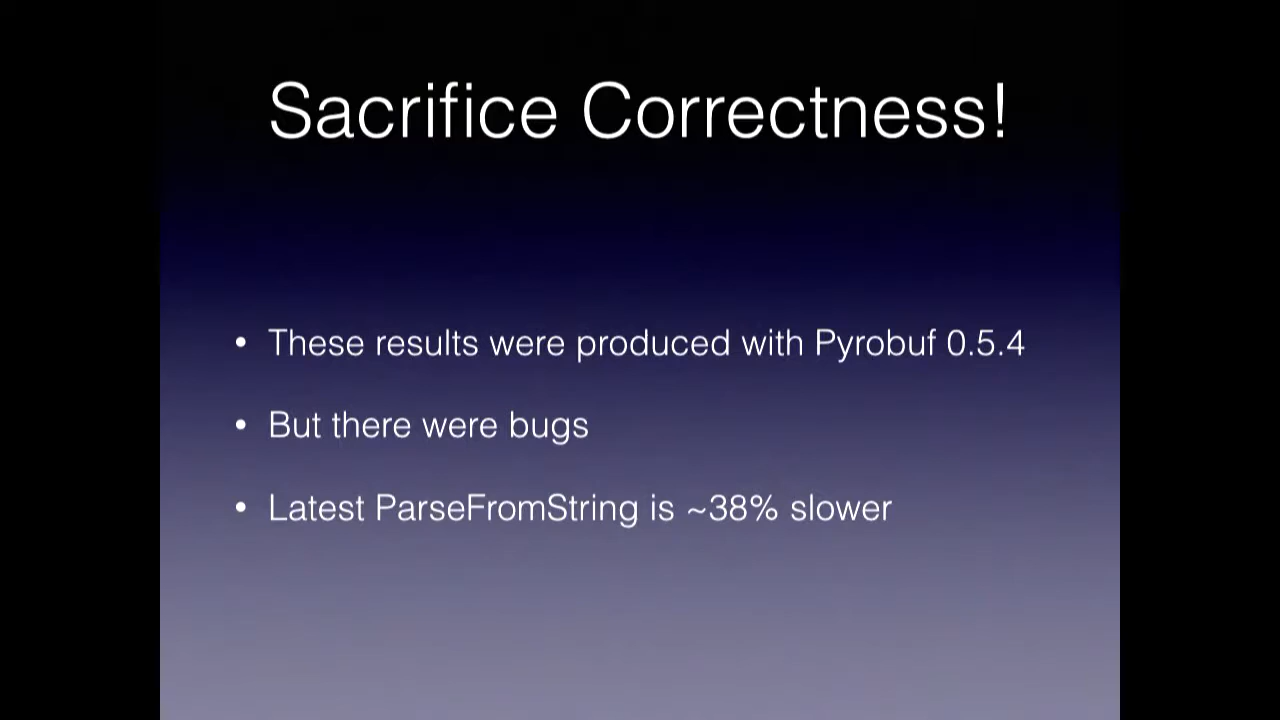 Sacrifice Correctness!
• These results were produced with Pyrobuf 0.5.4
• But there were bugs
• Latest ParseFromString is ~38% slower